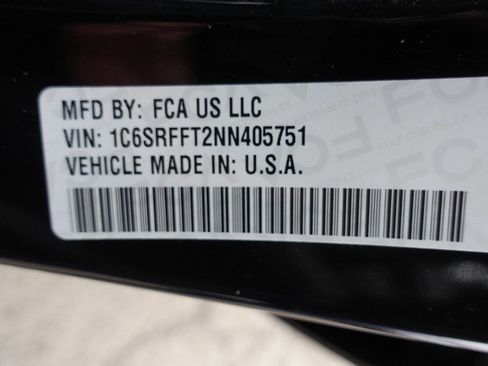 MFD BY: FCA US LLC
VIN: 1C6SRFFT2NN405751
VEHICLE MADE IN: U.S.A.